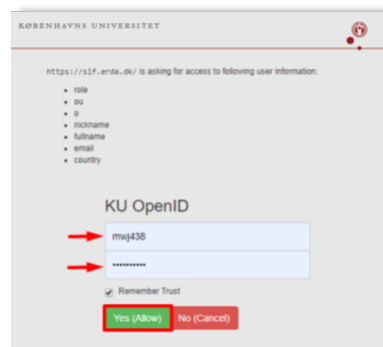 KØBENHAVNS UNIVERSITET
https://sif.erda.dk/ is asking for access to following user information:
role
ou
o
nickname
fullname
email
country
KU OpenID
mwj438
••••••••••
Remember Trust
Yes (Allow) No (Cancel)